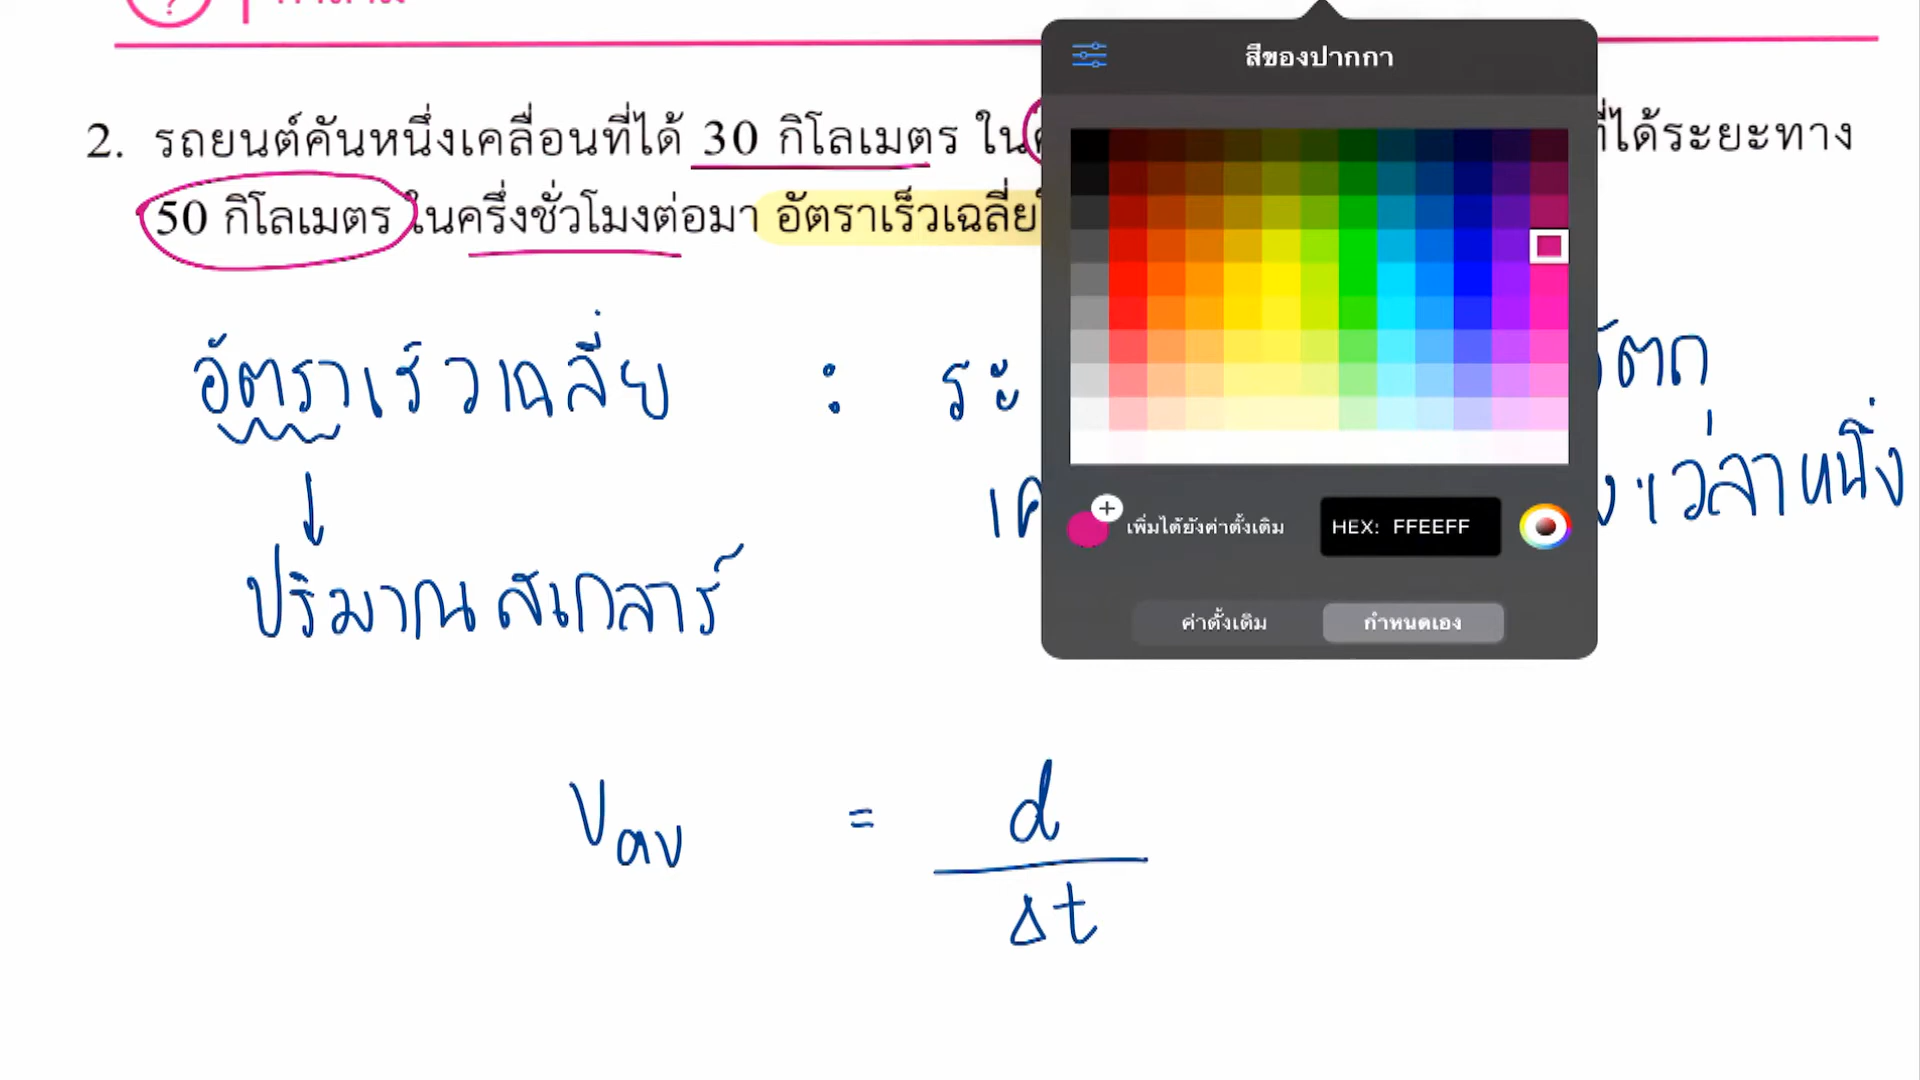 ?
2. รถยนต์คันหนึ่งเคลื่อนที่ได้ 30 กิโลเมตร ใน
ที่ได้ระยะทาง
50 กิโลเมตร ในครึ่งชั่วโมงต่อมา อัตราเร็วเฉลี่ย
อัตราเร็วเฉลี่ย : ระ
เค
วัตถุ
เวลาหนึ่ง
ปริมาณสเกลาร์
สีของปากกา
เพิ่มไต้ยังค่าตั้งเดิม HEX: FFEEFF
ค่าตั้งเดิม กำหนดเอง
Vav = d
Δt